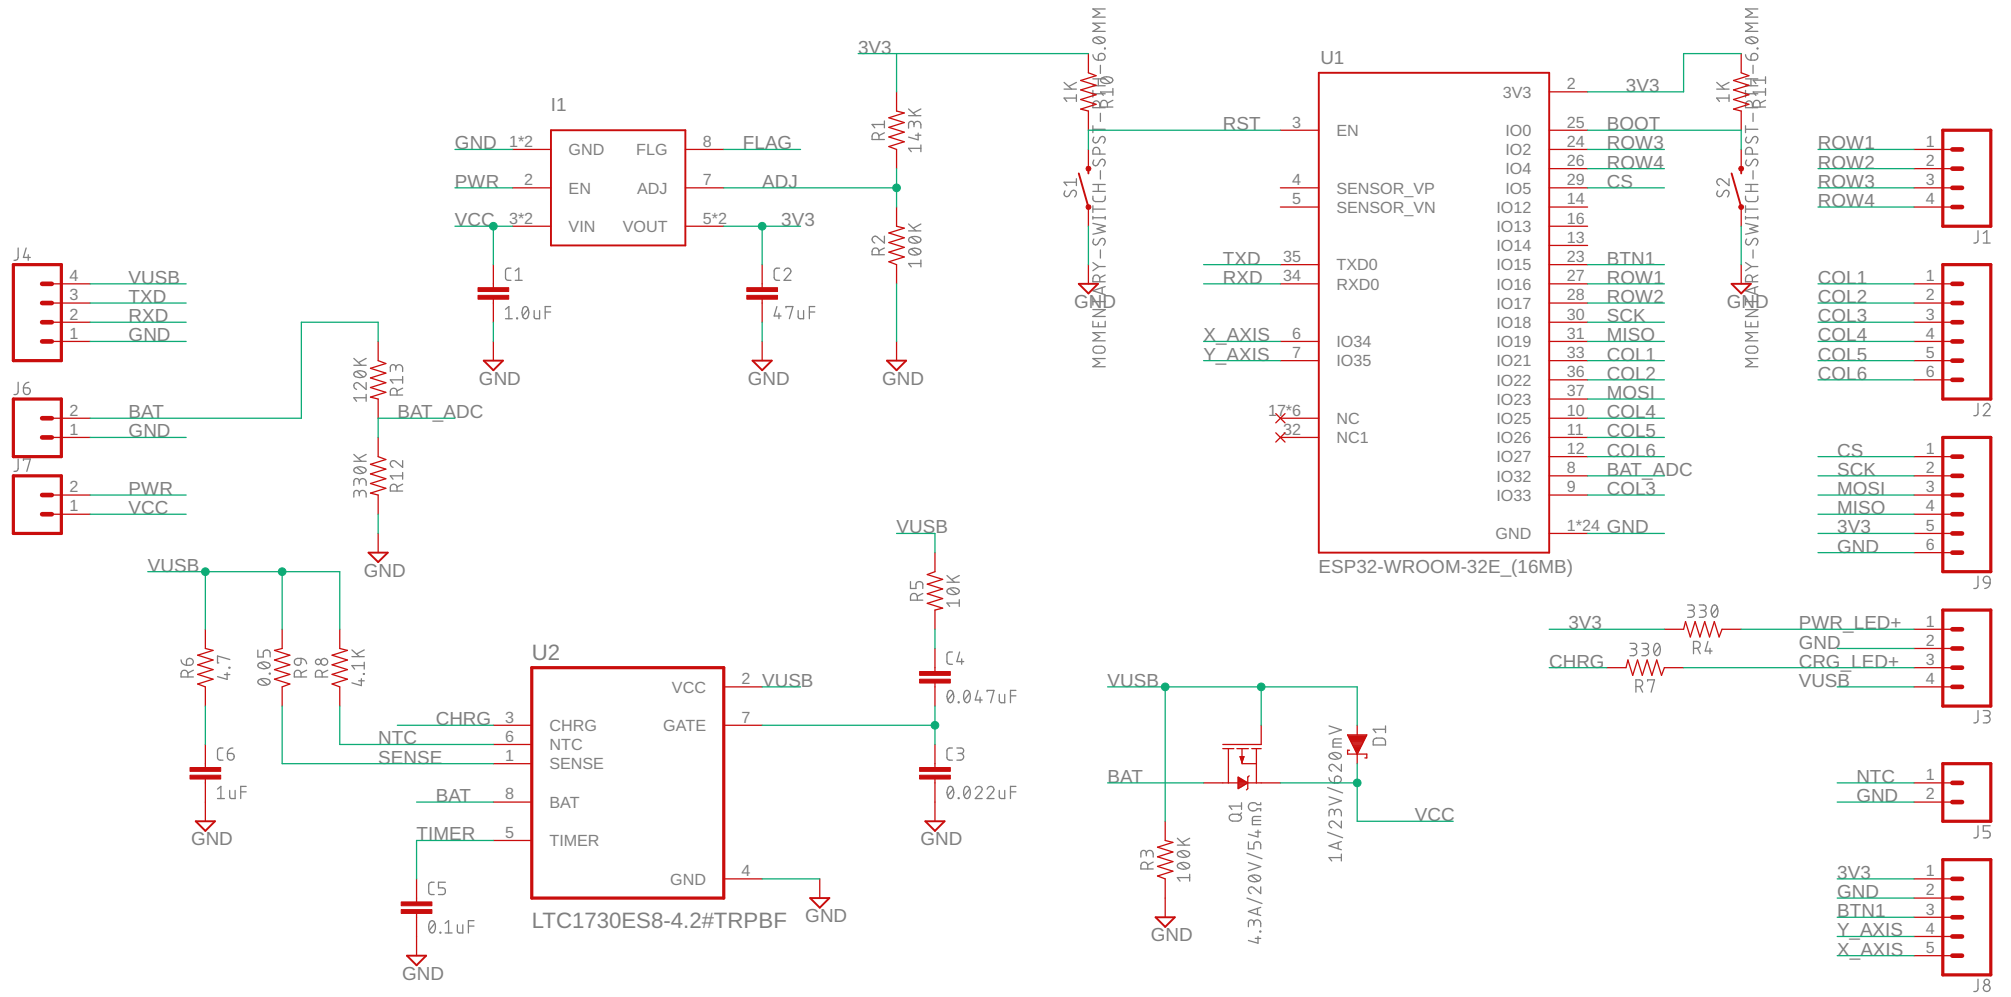 J4
4 VUSB
3 TXD
2 RXD
1 GND
J6
2 BAT
1 GND
J7
2 PWR
1 VCC
120K R13
BAT_ADC
330K R12
GND
I1
GND 1*2 GND FLG 8 FLAG
PWR 2 EN ADJ 7 ADJ
VCC 3*2 VIN VOUT 5*2 3V3
C1
1.0uF
GND
C2
47uF
GND
3V3
R1 143K
R2 100K
GND
1K R10
S1 MOMENTARY-SWITCH-SPST-PTH-6.0MM
GND
RST
U1
3V3 2 3V3
3 EN
IO0 25 BOOT
IO2 24 ROW3
IO4 26 ROW4
IO5 29 CS
4 SENSOR_VP
5 SENSOR_VN
IO12 14
IO13 16
IO14 13
IO15 23 BTN1
TXD 35 TXD0
RXD 34 RXD0
IO16 27 ROW1
IO17 28 ROW2
IO18 30 SCK
IO19 31 MISO
X_AXIS 6 IO34
Y_AXIS 7 IO35
IO21 33 COL1
IO22 36 COL2
IO23 37 MOSI
17*6 NC
32 NC1
IO25 10 COL4
IO26 11 COL5
IO27 12 COL6
IO32 8 BAT_ADC
IO33 9 COL3
GND 1*24 GND
ESP32-WROOM-32E_(16MB)
1K R11
S2 MOMENTARY-SWITCH-SPST-PTH-6.0MM
GND
ROW1 1
ROW2 2
ROW3 3
ROW4 4
J1
COL1 1
COL2 2
COL3 3
COL4 4
COL5 5
COL6 6
J2
CS 1
SCK 2
MOSI 3
MISO 4
3V3 5
GND 6
J9
3V3 330 R4 PWR_LED+ 1
GND 2
CHRG 330 R7 CRG_LED+ 3
VUSB 4
J3
NTC 1
GND 2
J5
3V3 1
GND 2
BTN1 3
Y_AXIS 4
X_AXIS 5
J8
VUSB
R6 4.7
0.05 R9
R8 4.1K
C6
1uF
GND
U2
VCC 2 VUSB
CHRG 3 CHRG
GATE 7
NTC 6 NTC
SENSE 1 SENSE
BAT 8 BAT
TIMER 5 TIMER
GND 4
GND
LTC1730ES8-4.2#TRPBF
C5
0.1uF
GND
VUSB
R5 10K
C4
0.047uF
C3
0.022uF
GND
VUSB
BAT
Q1
4.3A/20V/54mΩ
D1
1A/23V/620mV
VCC
R3 100K
GND